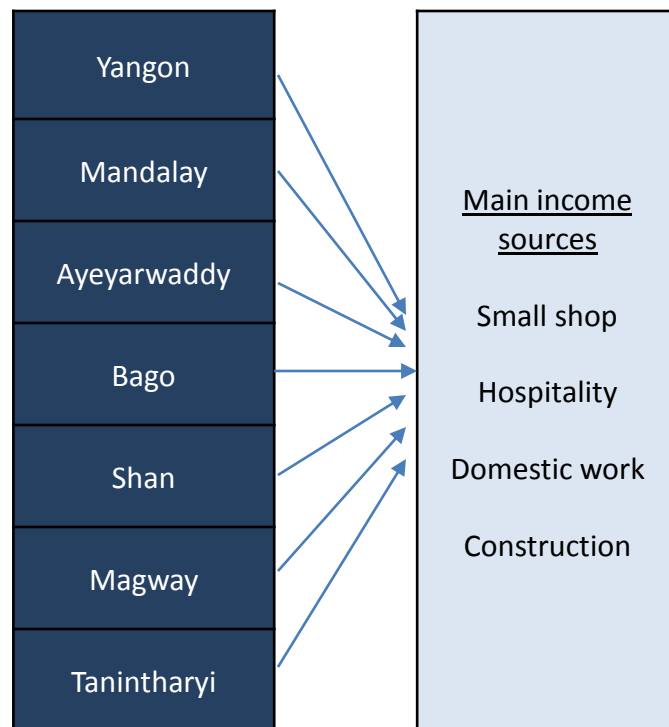 Yangon
Mandalay
Ayeyarwaddy
Bago
Shan
Magway
Tanintharyi
Main income
sources
Small shop
Hospitality
Domestic work
Construction